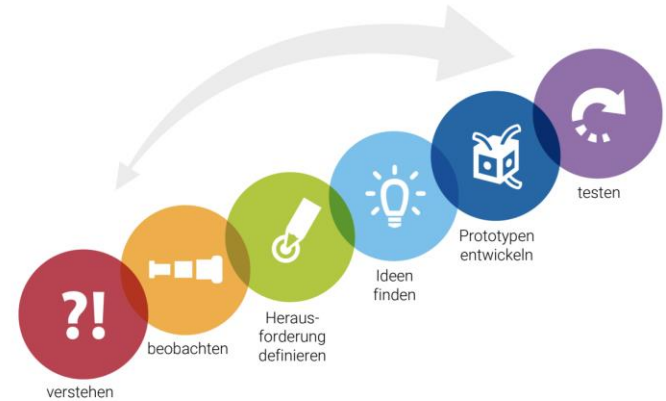 ?!
verstehen
beobachten
Heraus-
forderung
definieren
Ideen
finden
Prototypen
entwickeln
testen